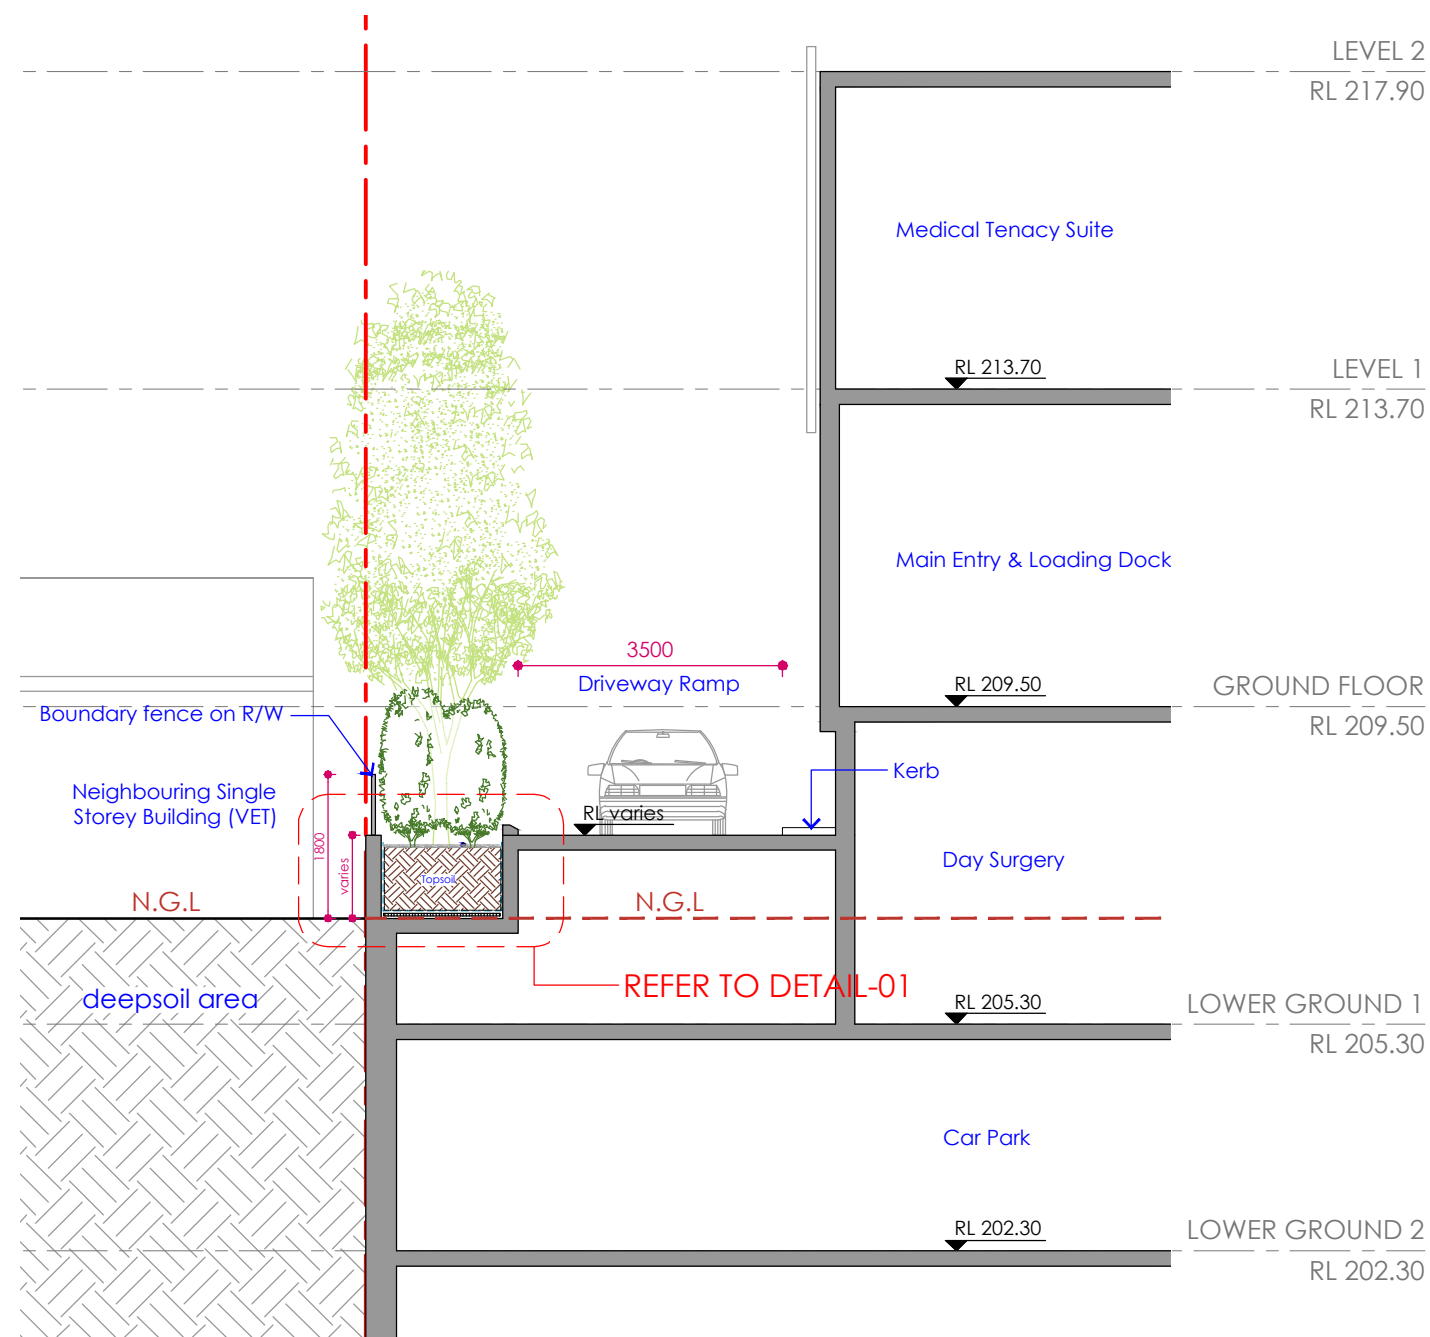 LEVEL 2
RL 217.90
Medical Tenacy Suite
RL 213.70
LEVEL 1
RL 213.70
Main Entry & Loading Dock
3500
Driveway Ramp
RL 209.50
GROUND FLOOR
RL 209.50
Boundary fence on R/W
Kerb
Neighbouring Single
Storey Building (VET)
RL varies
1800
varies
Topsoil
Day Surgery
N.G.L
N.G.L
REFER TO DETAIL-01
deepsoil area
RL 205.30
LOWER GROUND 1
RL 205.30
Car Park
RL 202.30
LOWER GROUND 2
RL 202.30